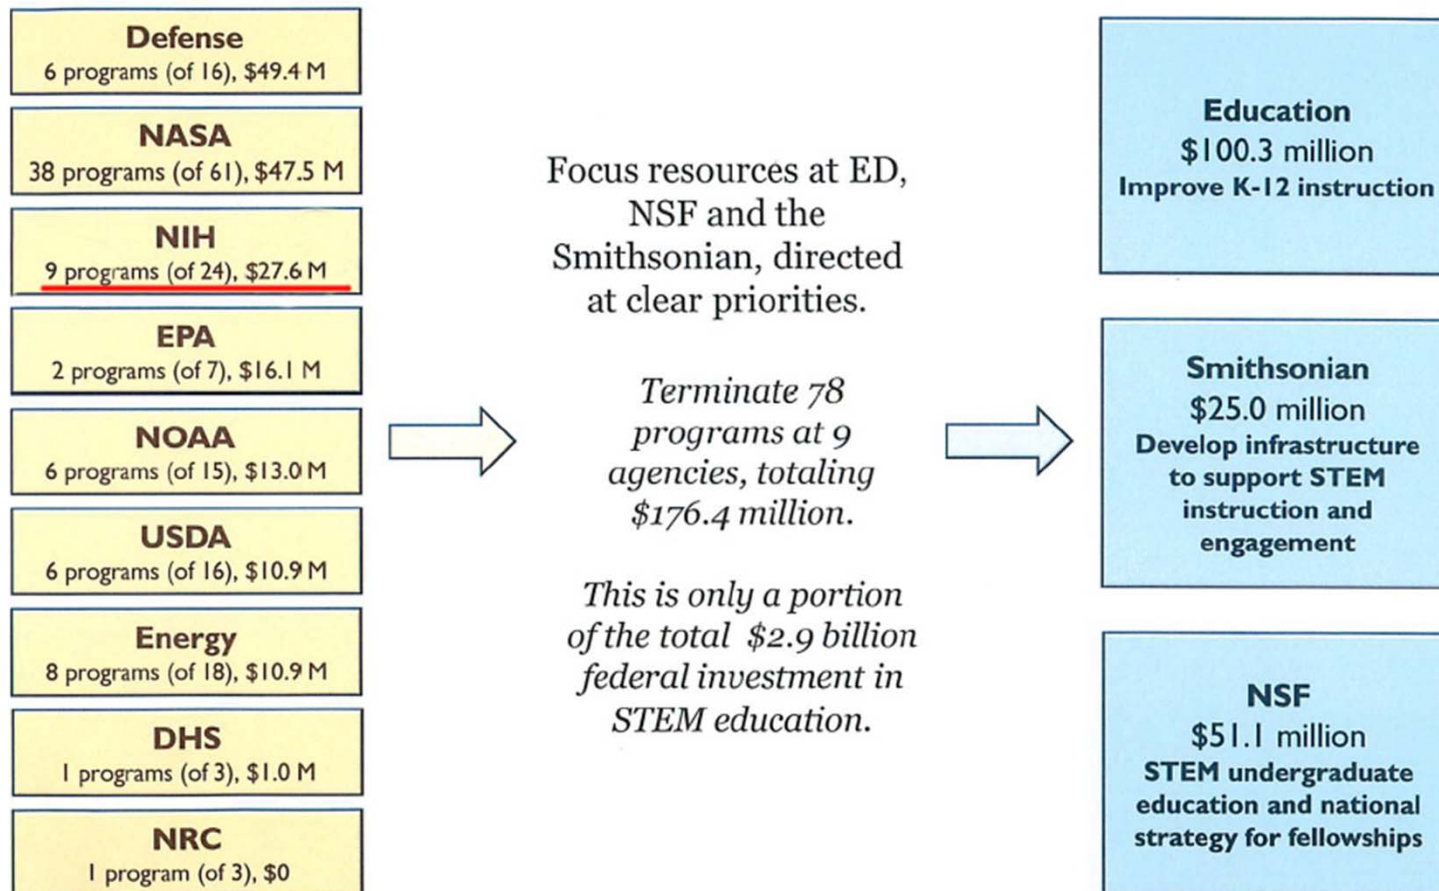 Defense
6 programs (of 16), $49.4 M
NASA
38 programs (of 61), $47.5 M
NIH
9 programs (of 24), $27.6 M
EPA
2 programs (of 7), $16.1 M
NOAA
6 programs (of 15), $13.0 M
USDA
6 programs (of 16), $10.9 M
Energy
8 programs (of 18), $10.9 M
DHS
1 programs (of 3), $1.0 M
NRC
1 program (of 3), $0
Focus resources at ED,
NSF and the
Smithsonian, directed
at clear priorities.
Terminate 78
programs at 9
agencies, totaling
$176.4 million.
This is only a portion
of the total $2.9 billion
federal investment in
STEM education.
Education
$100.3 million
Improve K-12 instruction
Smithsonian
$25.0 million
Develop infrastructure
to support STEM
instruction and
engagement
NSF
$51.1 million
STEM undergraduate
education and national
strategy for fellowships